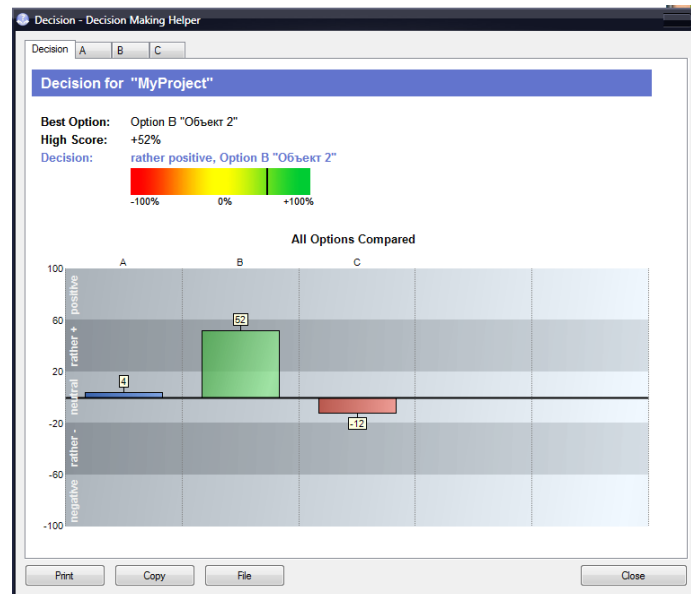 Decision - Decision Making Helper
Decision A B C
Decision for "MyProject"
Best Option: Option B "Объект 2"
High Score: +52%
Decision: rather positive, Option B "Объект 2"
-100% 0% +100%
All Options Compared
A B C
100
positive
60
52
rather +
20
4
neutral
-12
-20
rather -
-60
negative
-100
Print Copy File Close